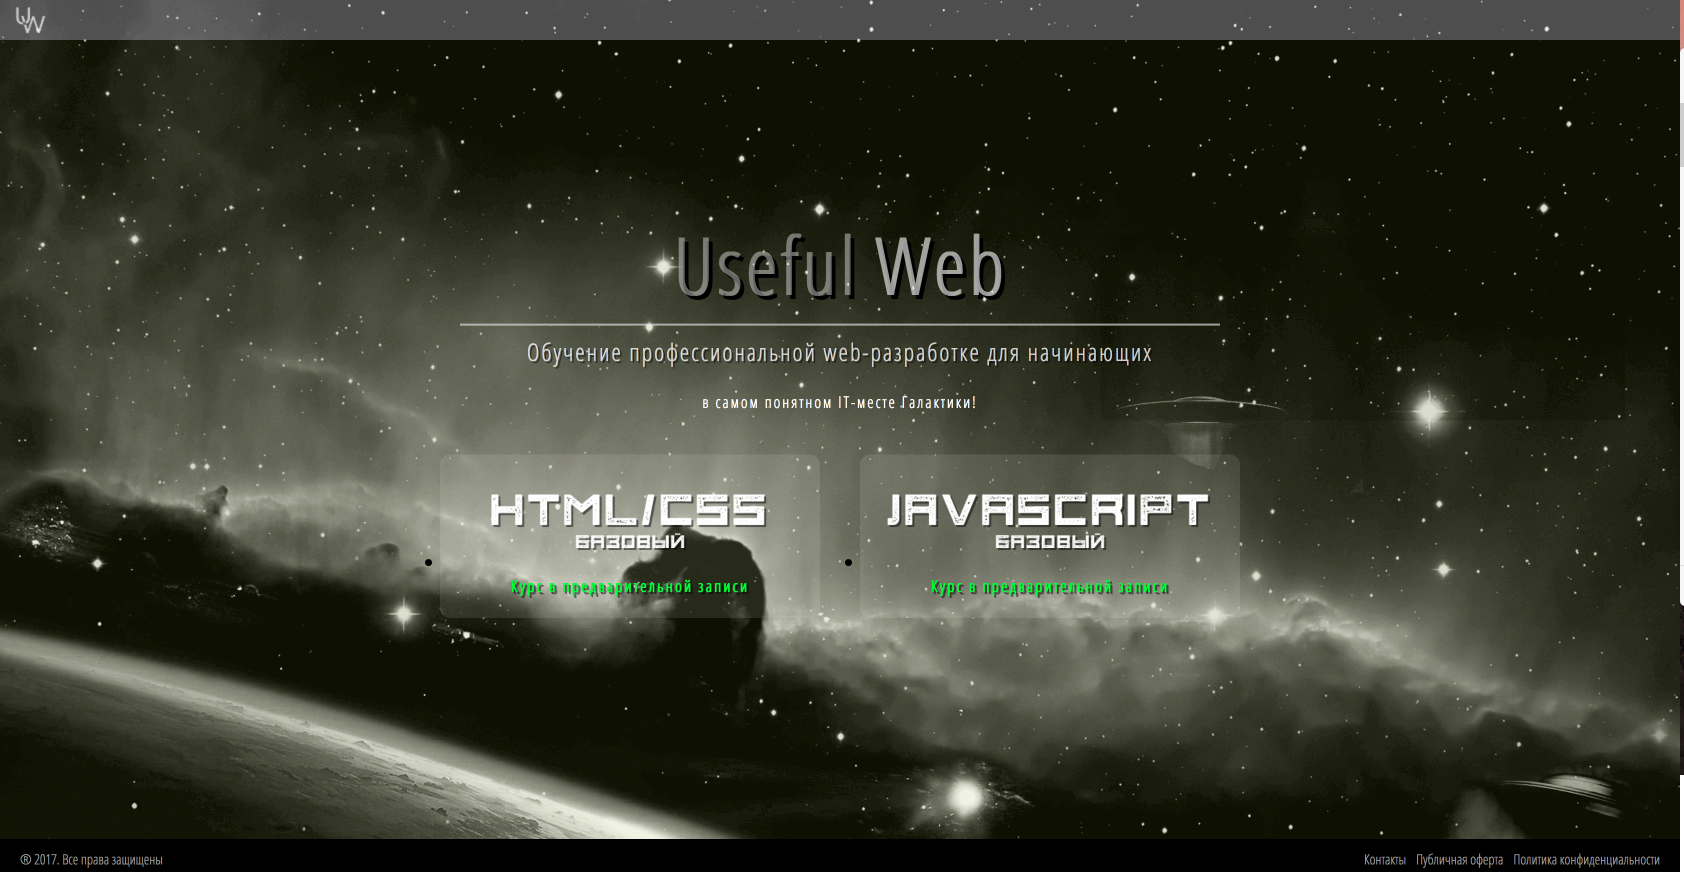 UW
Useful Web
Обучение профессиональной web-разработке для начинающих
в самом понятном IT-месте Галактики!
HTML/CSS
БАЗОВЫЙ
Курс в предварительной записи
JAVASCRIPT
БАЗОВЫЙ
Курс в предварительной записи
® 2017. Все права защищены
Контакты Публичная оферта Политика конфиденциальности